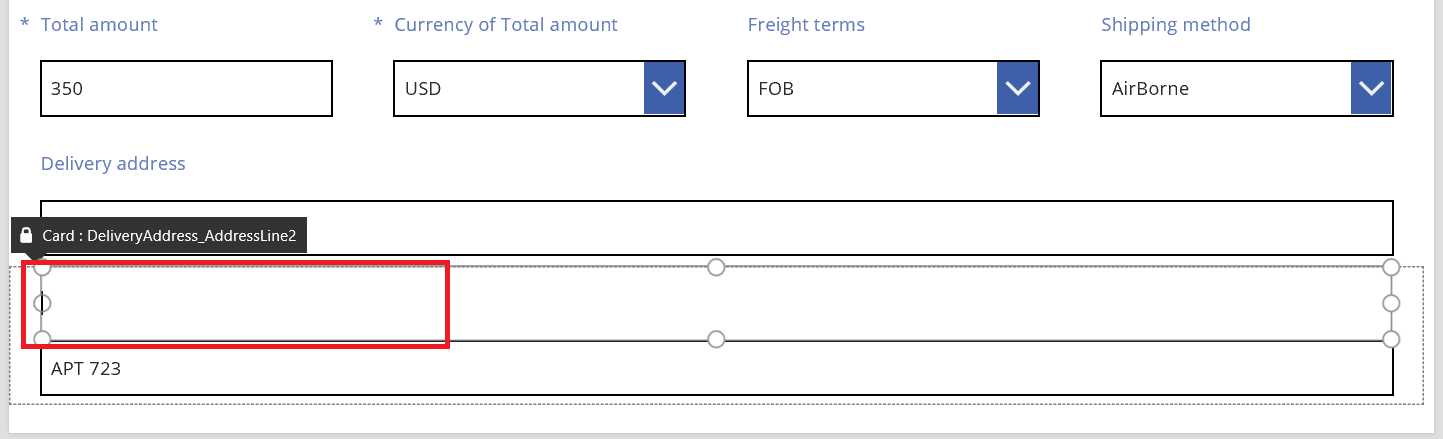 * Total amount * Currency of Total amount Freight terms Shipping method
350 USD FOB AirBorne
Delivery address
Card : DeliveryAddress_AddressLine2
APT 723